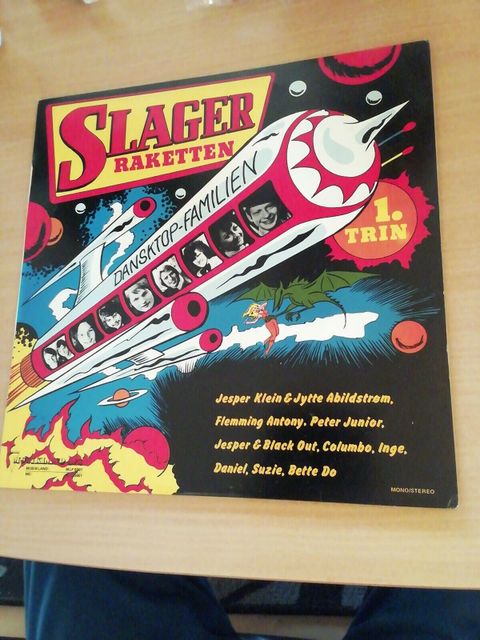 SLAGER
RAKETTEN
DANSKTOP-FAMILIEN
1.
TRIN
Jesper Klein & Jytte Abildstrøm,
Flemming Antony. Peter Junior,
Jesper & Black Out, Columbo, Inge,
Daniel, Suzie, Bette Do
MONO/STEREO